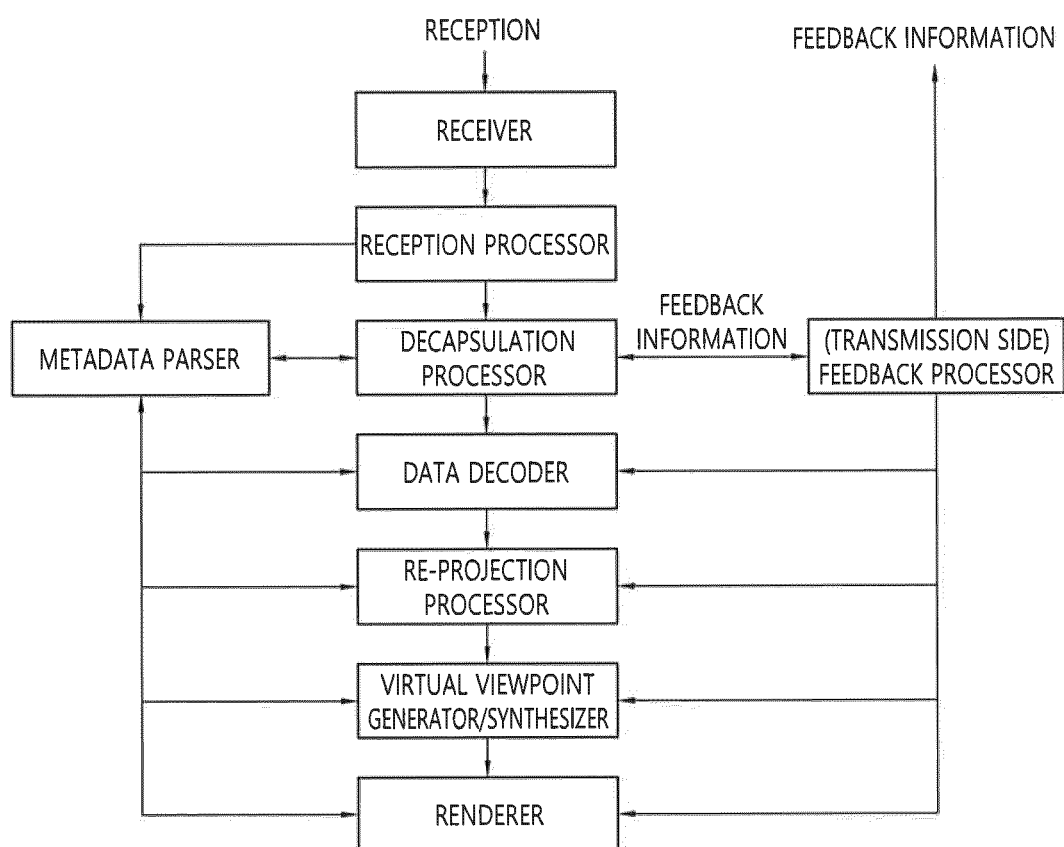 RECEPTION
FEEDBACK INFORMATION
RECEIVER
RECEPTION PROCESSOR
METADATA PARSER
DECAPSULATION
PROCESSOR
FEEDBACK
INFORMATION
(TRANSMISSION SIDE)
FEEDBACK PROCESSOR
DATA DECODER
RE-PROJECTION
PROCESSOR
VIRTUAL VIEWPOINT
GENERATOR/SYNTHESIZER
RENDERER